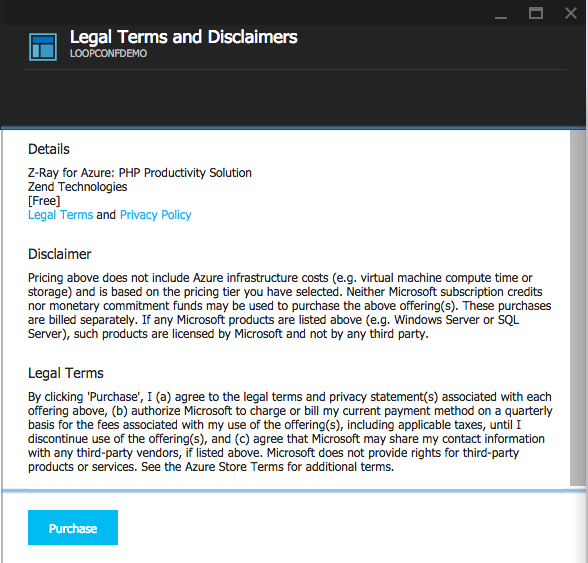 Legal Terms and Disclaimers
LOOPCONFDEMO
Details
Z-Ray for Azure: PHP Productivity Solution
Zend Technologies
[Free]
Legal Terms and Privacy Policy
Disclaimer
Pricing above does not include Azure infrastructure costs (e.g. virtual machine compute time or
storage) and is based on the pricing tier you have selected. Neither Microsoft subscription credits
nor monetary commitment funds may be used to purchase the above offering(s). These purchases
are billed separately. If any Microsoft products are listed above (e.g. Windows Server or SQL
Server), such products are licensed by Microsoft and not by any third party.
Legal Terms
By clicking 'Purchase', I (a) agree to the legal terms and privacy statement(s) associated with each
offering above, (b) authorize Microsoft to charge or bill my current payment method on a quarterly
basis for the fees associated with my use of the offering(s), including applicable taxes, until I
discontinue use of the offering(s), and (c) agree that Microsoft may share my contact information
with any third-party vendors, if listed above. Microsoft does not provide rights for third-party
products or services. See the Azure Store Terms for additional terms.
Purchase